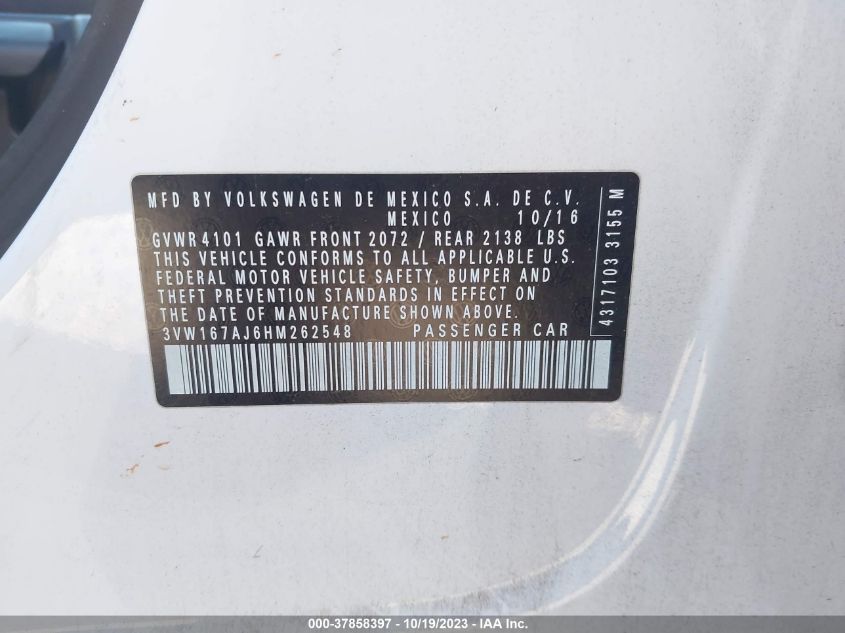 MFD BY VOLKSWAGEN DE MEXICO S.A. DE C.V.
MEXICO 10/16
GVWR 4101 GAWR FRONT 2072 / REAR 2138 LBS
THIS VEHICLE CONFORMS TO ALL APPLICABLE U.S.
FEDERAL MOTOR VEHICLE SAFETY, BUMPER AND
THEFT PREVENTION STANDARDS IN EFFECT ON
THE DATE OF MANUFACTURE SHOWN ABOVE.
3VW167AJ6HM262548 PASSENGER CAR
4317103 3155 M
000-37858397 - 10/19/2023 - IAA Inc.